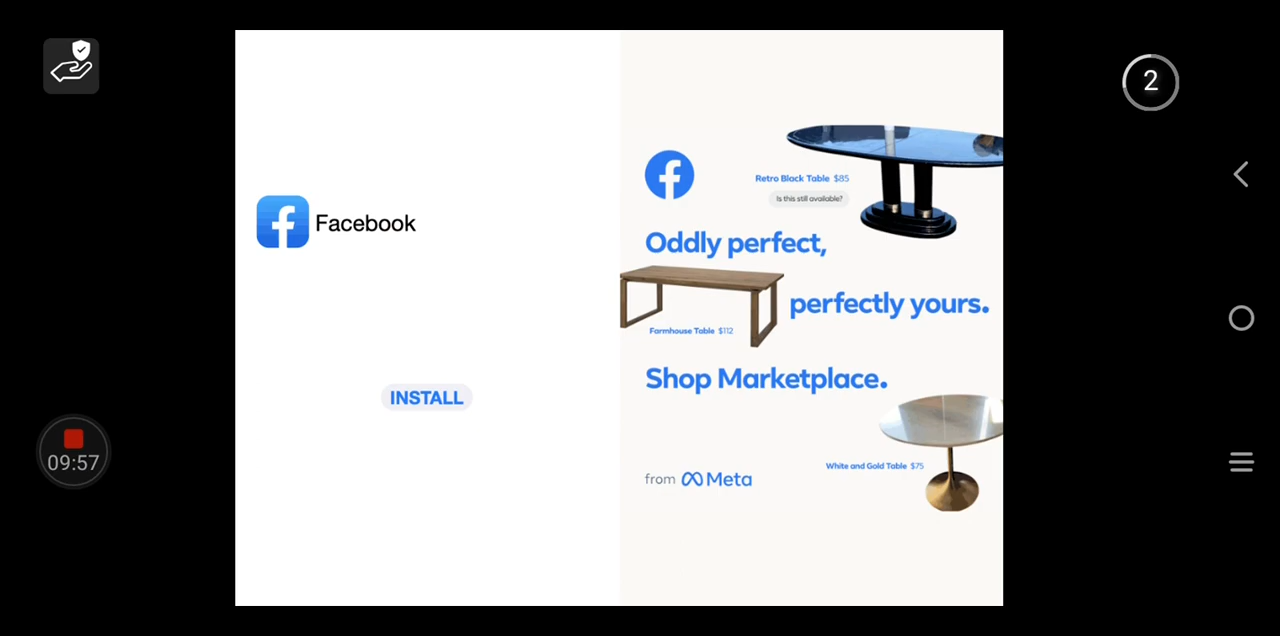 2
Facebook
INSTALL
09:57
Retro Black Table $85
Is this still available?
Oddly perfect,
perfectly yours.
Farmhouse Table $112
Shop Marketplace.
White and Gold Table $75
from Meta